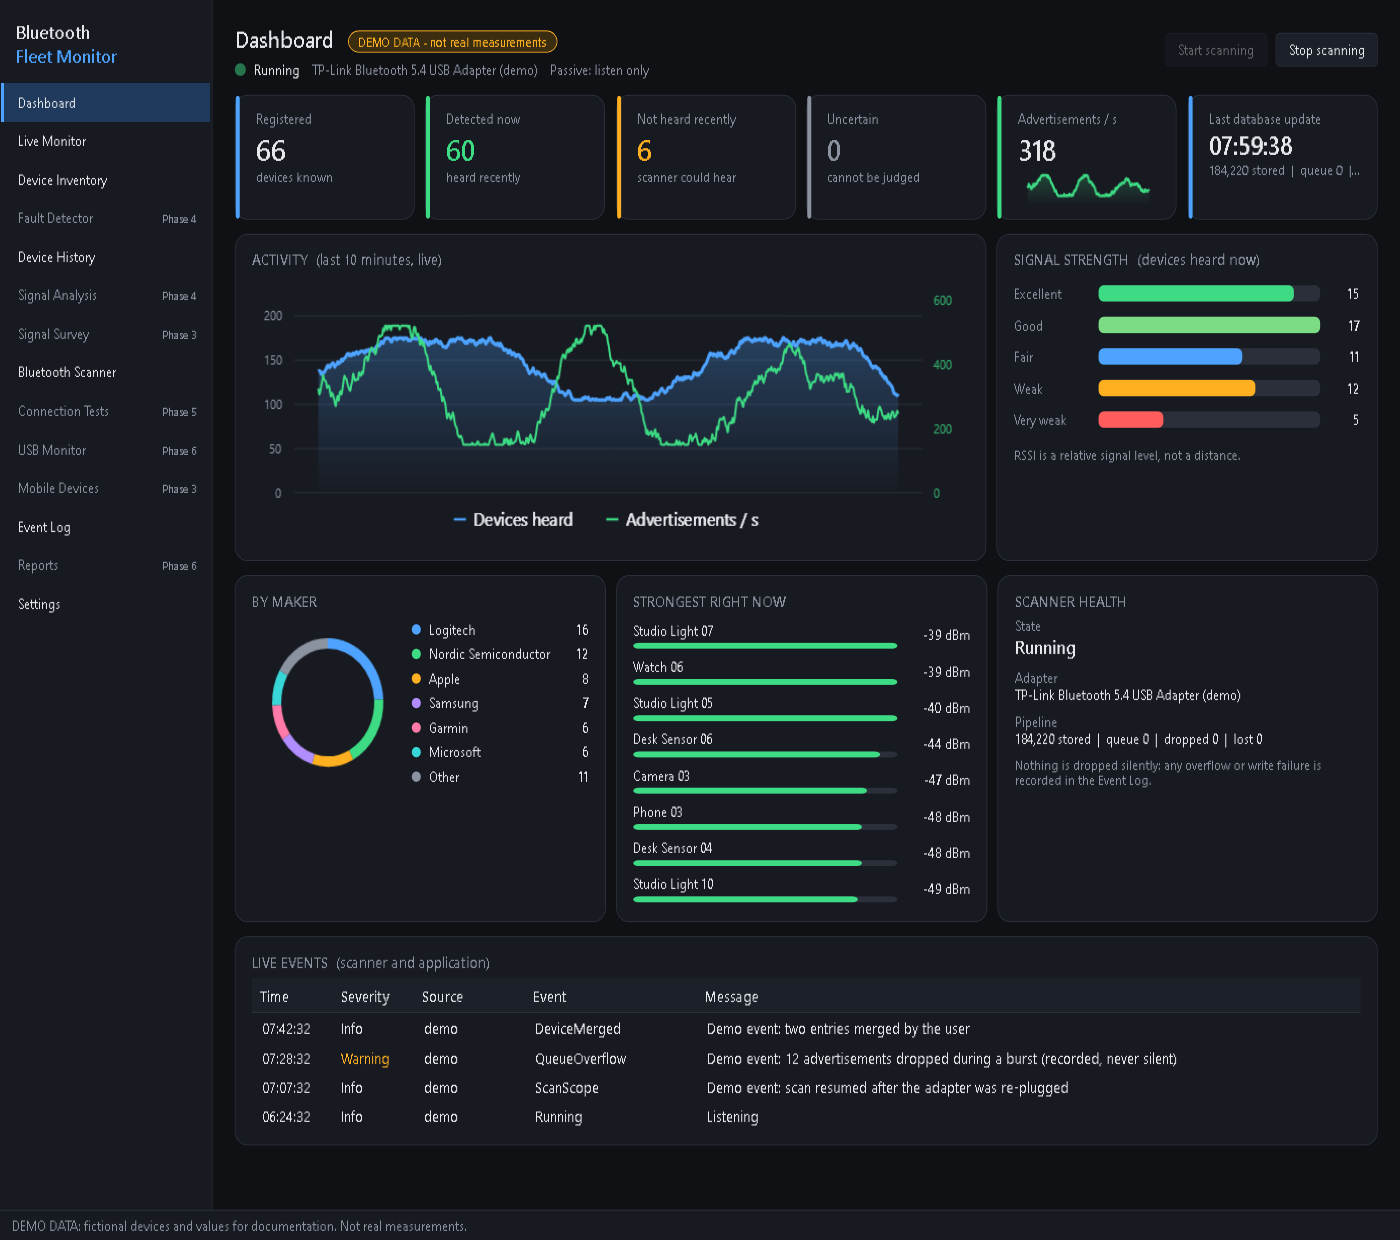 Bluetooth
Fleet Monitor
Dashboard
Live Monitor
Device Inventory
Fault Detector Phase 4
Device History
Signal Analysis Phase 4
Signal Survey Phase 3
Bluetooth Scanner
Connection Tests Phase 5
USB Monitor Phase 6
Mobile Devices Phase 3
Event Log
Reports Phase 6
Settings
Dashboard DEMO DATA - not real measurements
Running TP-Link Bluetooth 5.4 USB Adapter (demo) Passive: listen only
Start scanning Stop scanning
Registered
66
devices known
Detected now
60
heard recently
Not heard recently
6
scanner could hear
Uncertain
0
cannot be judged
Advertisements / s
318
Last database update
07:59:38
184,220 stored | queue 0 |...
ACTIVITY (last 10 minutes, live)
600
200
150
400
100
200
50
0
0
Devices heard Advertisements / s
SIGNAL STRENGTH (devices heard now)
Excellent 15
Good 17
Fair 11
Weak 12
Very weak 5
RSSI is a relative signal level, not a distance.
BY MAKER
Logitech 16
Nordic Semiconductor 12
Apple 8
Samsung 7
Garmin 6
Microsoft 6
Other 11
STRONGEST RIGHT NOW
Studio Light 07 -39 dBm
Watch 06 -39 dBm
Studio Light 05 -40 dBm
Desk Sensor 06 -44 dBm
Camera 03 -47 dBm
Phone 03 -48 dBm
Desk Sensor 04 -48 dBm
Studio Light 10 -49 dBm
SCANNER HEALTH
State
Running
Adapter
TP-Link Bluetooth 5.4 USB Adapter (demo)
Pipeline
184,220 stored | queue 0 | dropped 0 | lost 0
Nothing is dropped silently: any overflow or write failure is
recorded in the Event Log.
LIVE EVENTS (scanner and application)
Time Severity Source Event Message
07:42:32 Info demo DeviceMerged Demo event: two entries merged by the user
07:28:32 Warning demo QueueOverflow Demo event: 12 advertisements dropped during a burst (recorded, never silent)
07:07:32 Info demo ScanScope Demo event: scan resumed after the adapter was re-plugged
06:24:32 Info demo Running Listening
DEMO DATA: fictional devices and values for documentation. Not real measurements.